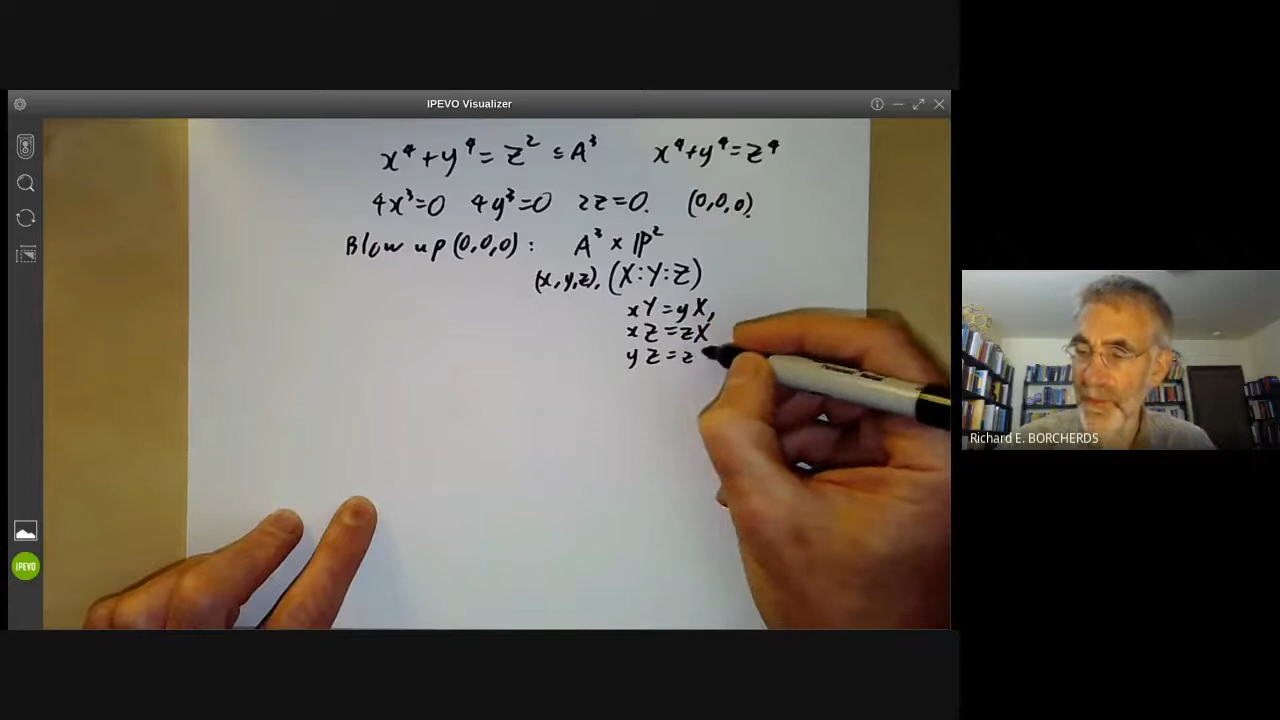 IPEVO Visualizer
x⁴+y⁴=z² ⊆ A³ x⁴+y⁴=z⁴
4x³=0 4y³=0 2z=0. (0,0,0).
Blow up (0,0,0): A³ × P²
(x,y,z), (X:Y:Z)
xY=yX,
xZ=zX
yZ=z
Richard E. BORCHERDS
IPEVO